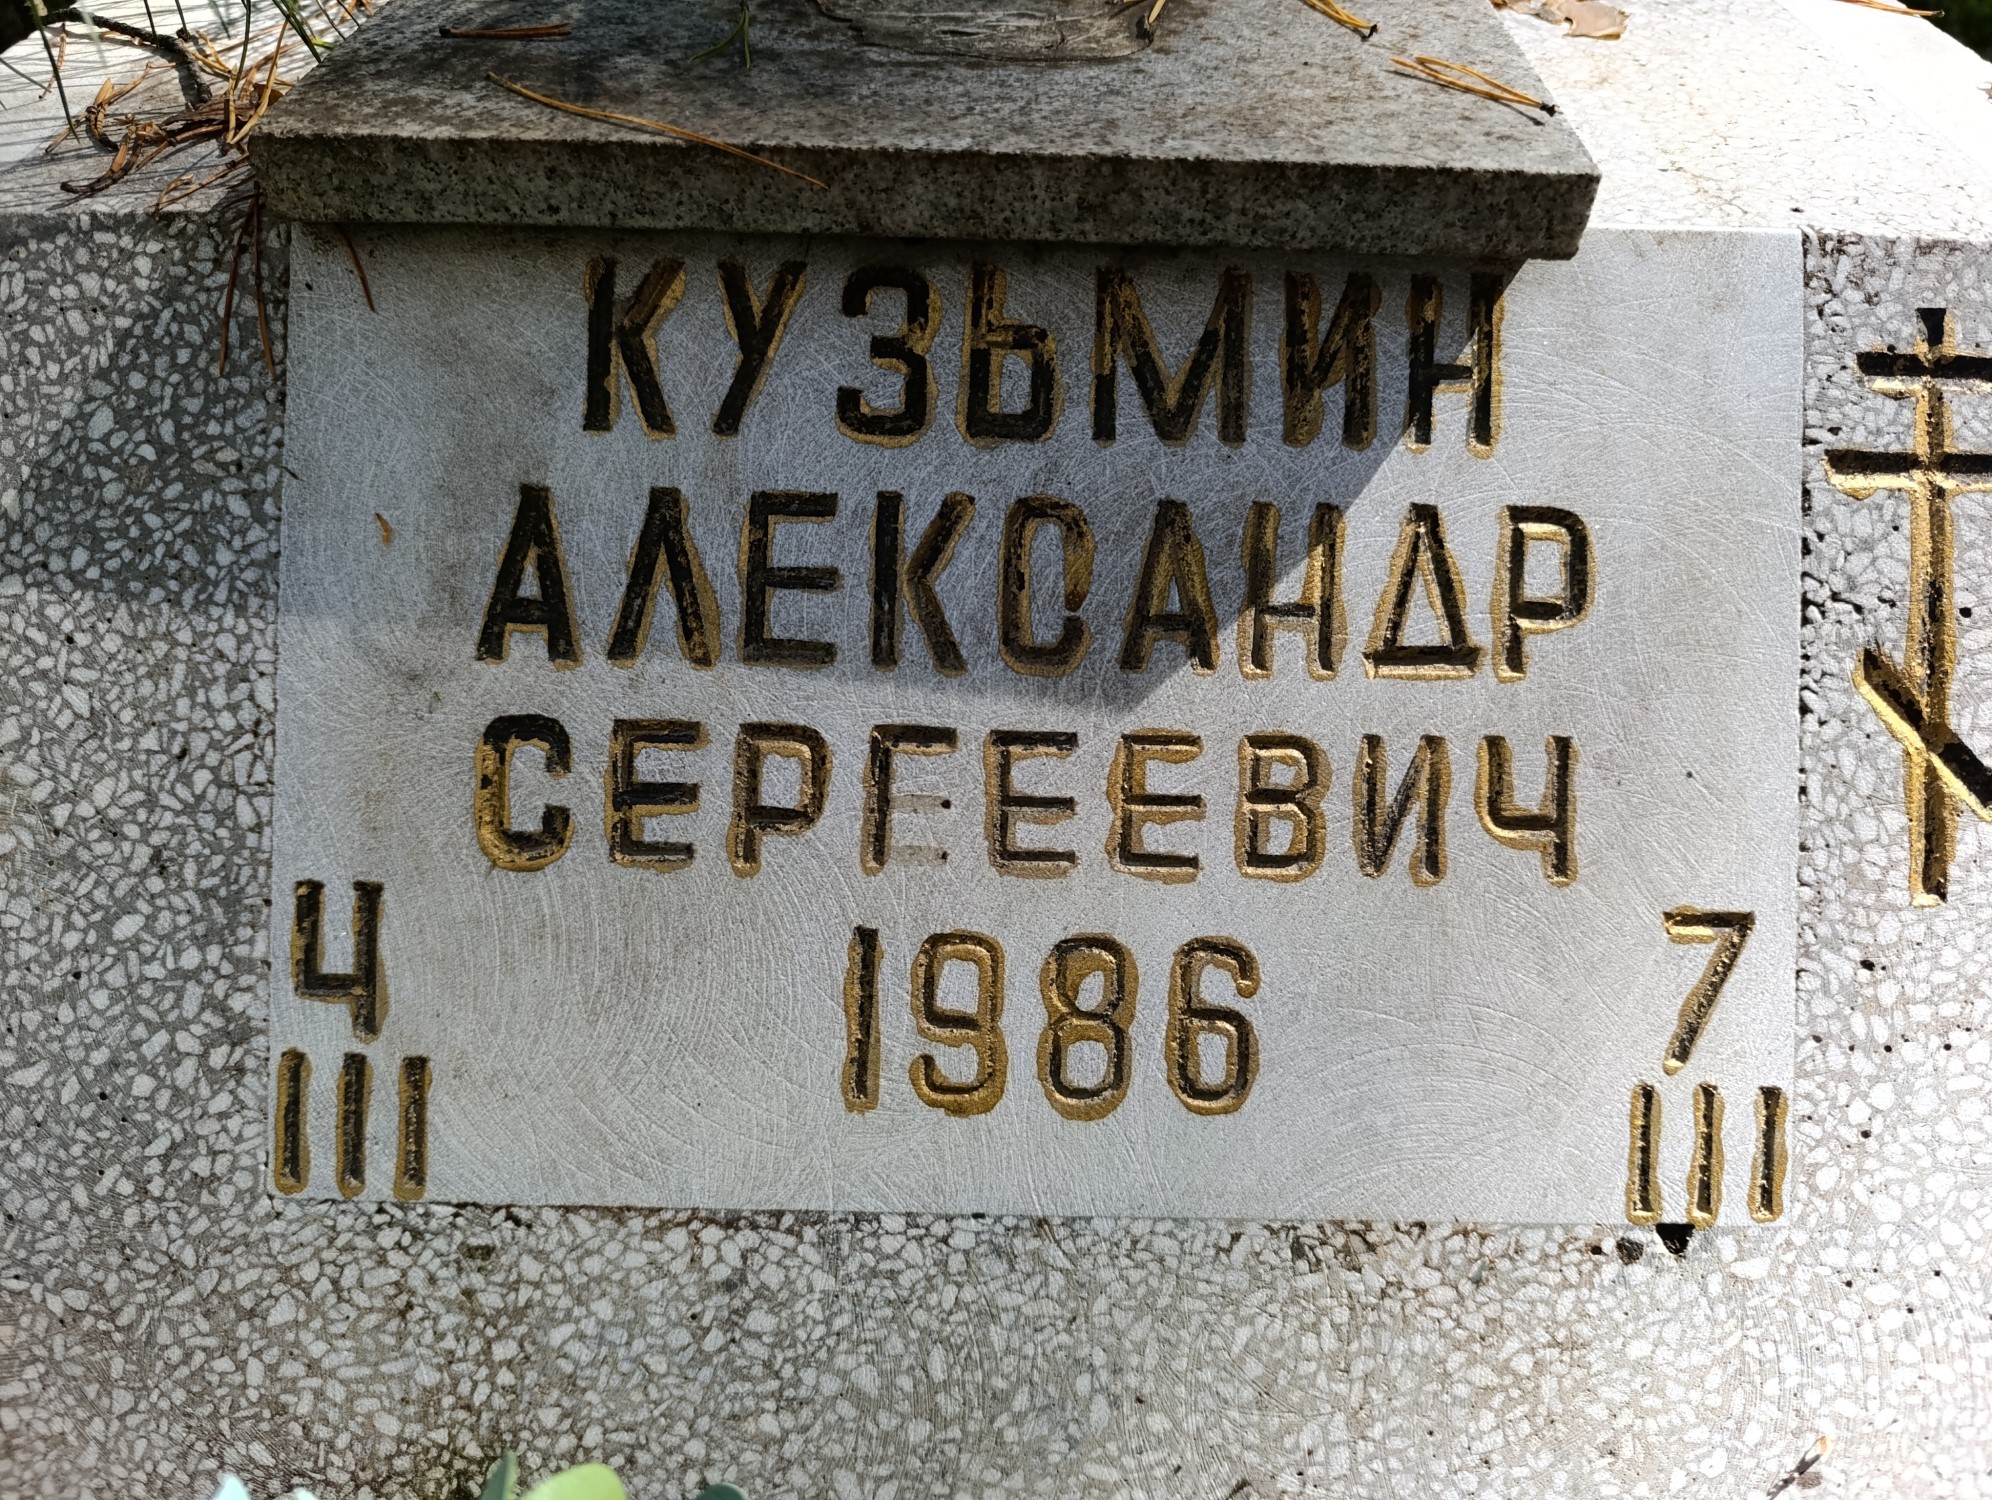 КУЗЬМИН
АЛЕКСАНДР
СЕРГЕЕВИЧ
4 1986 7
III III